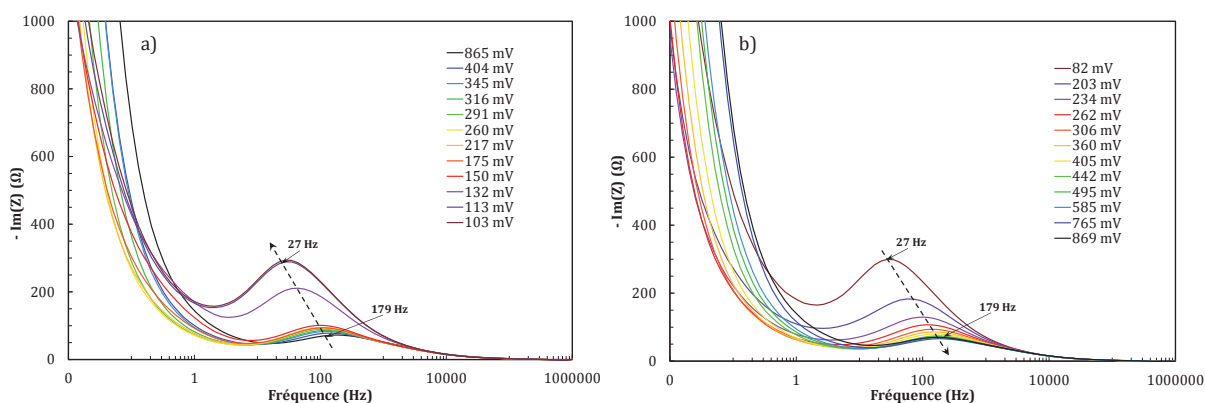 a)
1000
800
600
400
200
0
- Im(Z) (Ω)
0
1
100
10000
1000000
Fréquence (Hz)
27 Hz
179 Hz
865 mV
404 mV
345 mV
316 mV
291 mV
260 mV
217 mV
175 mV
150 mV
132 mV
113 mV
103 mV
b)
1000
800
600
400
200
0
- Im(Z) (Ω)
0
1
100
10000
1000000
Fréquence (Hz)
27 Hz
179 Hz
82 mV
203 mV
234 mV
262 mV
306 mV
360 mV
405 mV
442 mV
495 mV
585 mV
765 mV
869 mV